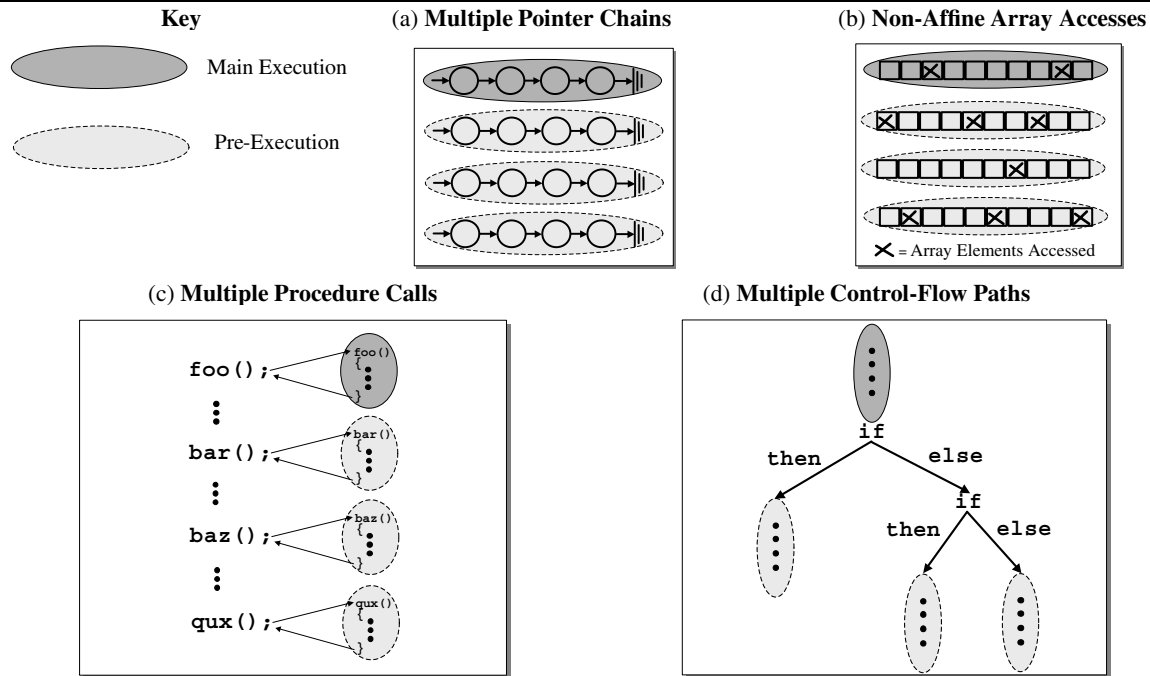 Key
Main Execution
Pre-Execution
(a) Multiple Pointer Chains
(b) Non-Affine Array Accesses
= Array Elements Accessed
(c) Multiple Procedure Calls
foo();
foo()
{
}
bar();
bar()
{
}
baz();
baz()
{
}
qux();
qux()
{
}
(d) Multiple Control-Flow Paths
if
then
else
if
then
else